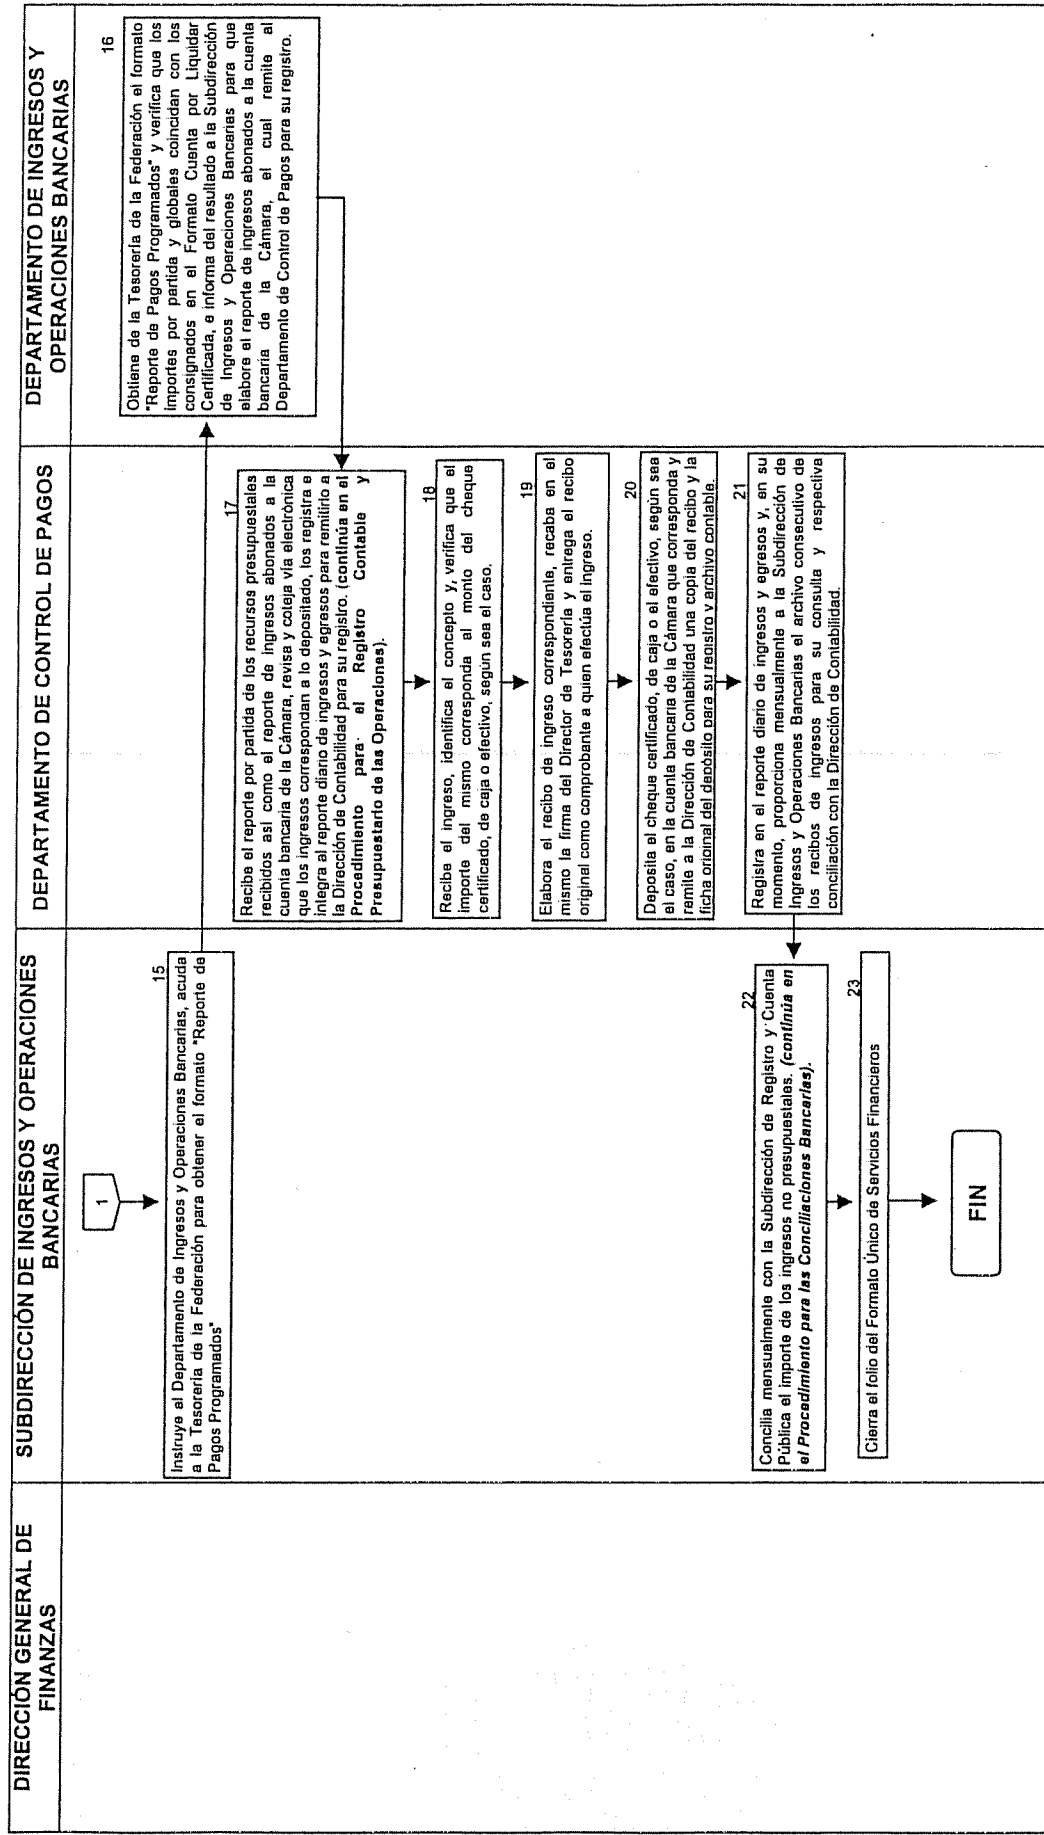 DIRECCIÓN GENERAL DE
FINANZAS
SUBDIRECCIÓN DE INGRESOS Y OPERACIONES
BANCARIAS
DEPARTAMENTO DE CONTROL DE PAGOS
DEPARTAMENTO DE INGRESOS Y
OPERACIONES BANCARIAS
1
15
Instruye al Departamento de Ingresos y Operaciones Bancarias, acuda
a la Tesorería de la Federación para obtener el formato "Reporte de
Pagos Programados"
16
Obtiene de la Tesorería de la Federación el formato
"Reporte de Pagos Programados" y verifica que los
importes por partida y globales coincidan con los
consignados en el Formato Cuenta por Liquidar
Certificada, e informa del resultado a la Subdirección
de Ingresos y Operaciones Bancarias para que
elabore el reporte de ingresos abonados a la cuenta
bancaria de la Cámara, el cual remite al
Departamento de Control de Pagos para su registro.
17
Recibe el reporte por partida de los recursos presupuestales
recibidos así como el reporte de ingresos abonados a la
cuenta bancaria de la Cámara, revisa y coteja vía electrónica
que los ingresos correspondan a lo depositado, los registra e
integra al reporte diario de ingresos y egresos para remitirlo a
la Dirección de Contabilidad para su registro. (continúa en el
Procedimiento para el Registro Contable y
Presupuestario de las Operaciones).
18
Recibe el ingreso, identifica el concepto y, verifica que el
importe del mismo corresponda al monto del cheque
certificado, de caja o efectivo, según sea el caso.
19
Elabora el recibo de ingreso correspondiente, recaba en el
mismo la firma del Director de Tesorería y entrega el recibo
original como comprobante a quien efectúa el ingreso.
20
Deposita el cheque certificado, de caja o el efectivo, según sea
el caso, en la cuenta bancaria de la Cámara que corresponda y
remite a la Dirección de Contabilidad una copia del recibo y la
ficha original del depósito para su registro y archivo contable.
21
Registra en el reporte diario de ingresos y egresos y, en su
momento, proporciona mensualmente a la Subdirección de
Ingresos y Operaciones Bancarias el archivo consecutivo de
los recibos de ingresos para su consulta y respectiva
conciliación con la Dirección de Contabilidad.
22
Concilia mensualmente con la Subdirección de Registro y Cuenta
Pública el importe de los ingresos no presupuestales. (continúa en
el Procedimiento para las Conciliaciones Bancarias).
23
Cierra el folio del Formato Único de Servicios Financieros
FIN